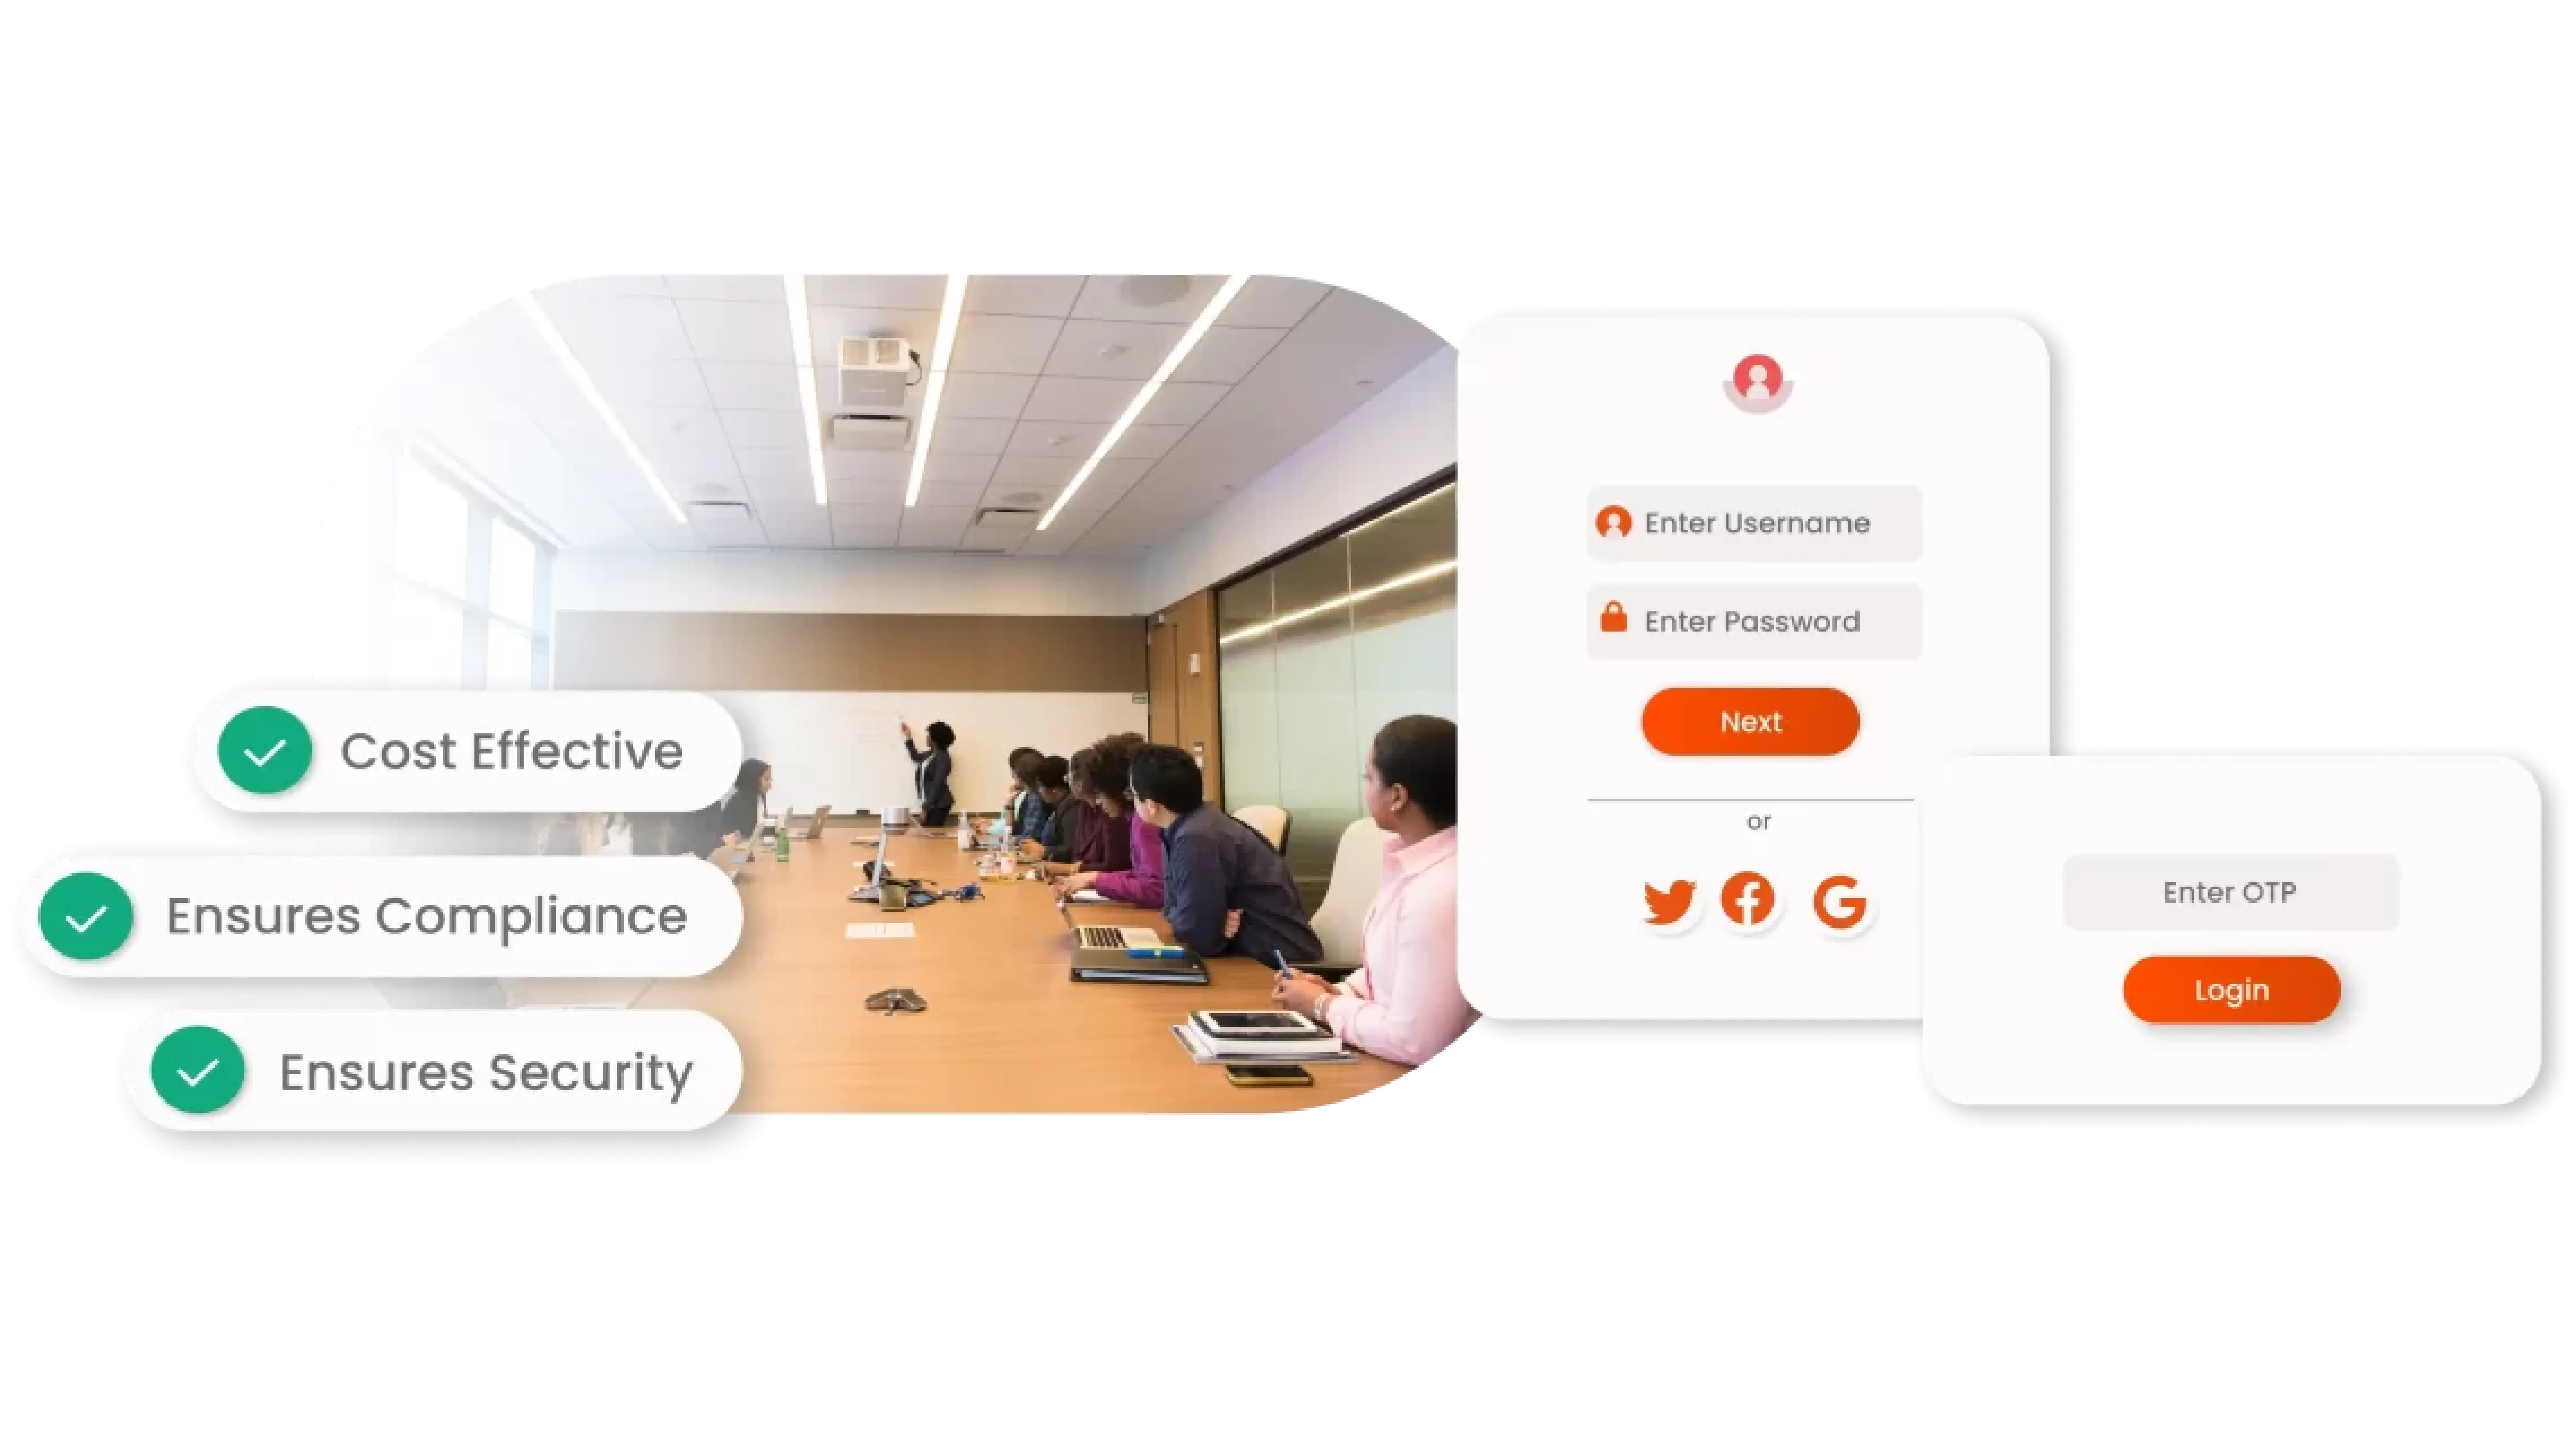 Cost Effective
Ensures Compliance
Ensures Security
Enter Username
Enter Password
Next
or
Enter OTP
Login